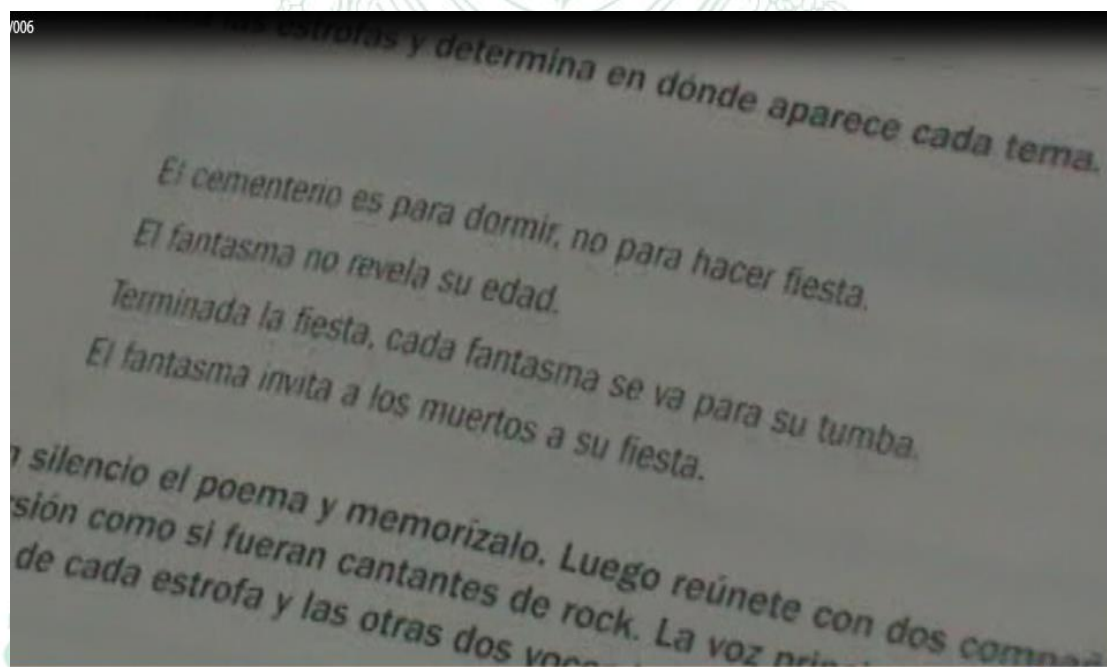 /006
las estrofas y determina en dónde aparece cada tema.
El cementerio es para dormir, no para hacer fiesta.
El fantasma no revela su edad.
Terminada la fiesta, cada fantasma se va para su tumba.
El fantasma invita a los muertos a su fiesta.
silencio el poema y memorízalo. Luego reúnete con dos
sión como si fueran cantantes de rock. La voz
de cada estrofa y las otras dos